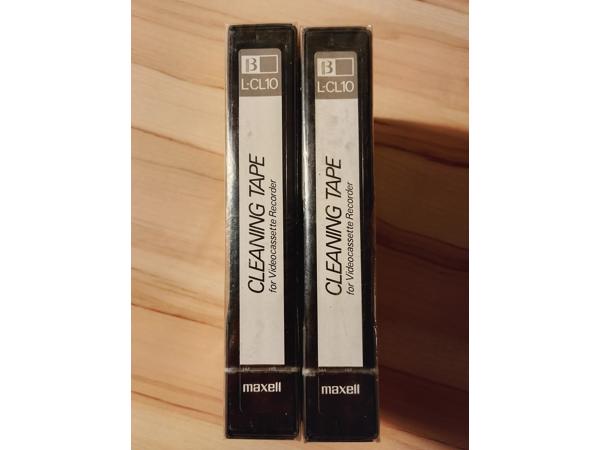 β
L-CL10
CLEANING TAPE
for Videocassette Recorder
maxell
β
L-CL10
CLEANING TAPE
for Videocassette Recorder
maxell